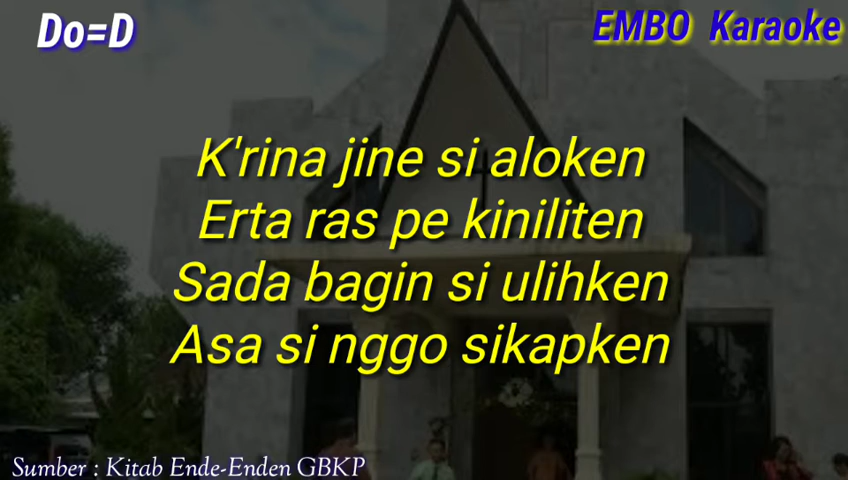 Do=D
EMBO Karaoke
K'rina jine si aloken
Erta ras pe kiniliten
Sada bagin si ulihken
Asa si nggo sikapken
Sumber : Kitab Ende-Enden GBKP